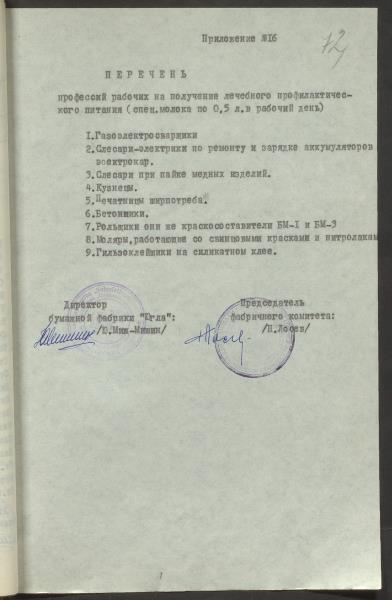 Приложение №16
72
ПЕРЕЧЕНЬ
профессий рабочих на получение лечебного профилактичес-
кого питания (спец.молока по 0,5 л.в рабочий день)
1.Газоэлектросварщики
2.Слесари-электрики по ремонту и зарядке аккумуляторов
электрокар.
3.Слесари при пайке медных изделий.
4.Кузнецы.
5.Печатницы ширпотреба.
6.Бетонщики.
7.Рольщики они же краскосоставители БМ-I и БМ-3
8.Моляры,работающие со свинцовыми красками и нитролаками
9.Гильзоклейщики на силикатном клее.
Директор
бумажной фабрики "Югла":
/Ю.Миж-Мишин/
Председатель
фабричного комитета:
/Н.Лосев/